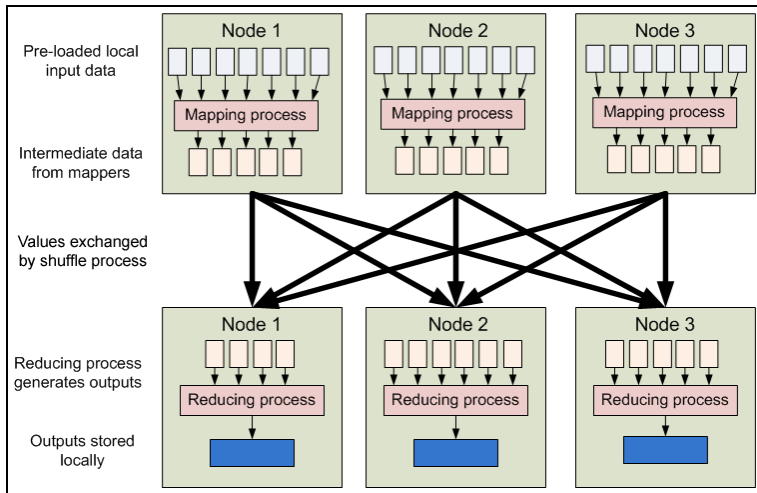 Node 1
Node 2
Node 3
Pre-loaded local
input data
Mapping process
Mapping process
Mapping process
Intermediate data
from mappers
Values exchanged
by shuffle process
Node 1
Node 2
Node 3
Reducing process
generates outputs
Reducing process
Reducing process
Reducing process
Outputs stored
locally